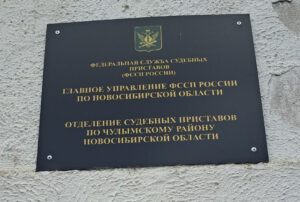 ФЕДЕРАЛЬНАЯ СЛУЖБА СУДЕБНЫХ
ПРИСТАВОВ
(ФССП РОССИИ)
ГЛАВНОЕ УПРАВЛЕНИЕ ФССП РОССИИ
ПО НОВОСИБИРСКОЙ ОБЛАСТИ
ОТДЕЛЕНИЕ СУДЕБНЫХ ПРИСТАВОВ
ПО ЧУЛЫМСКОМУ РАЙОНУ
НОВОСИБИРСКОЙ ОБЛАСТИ